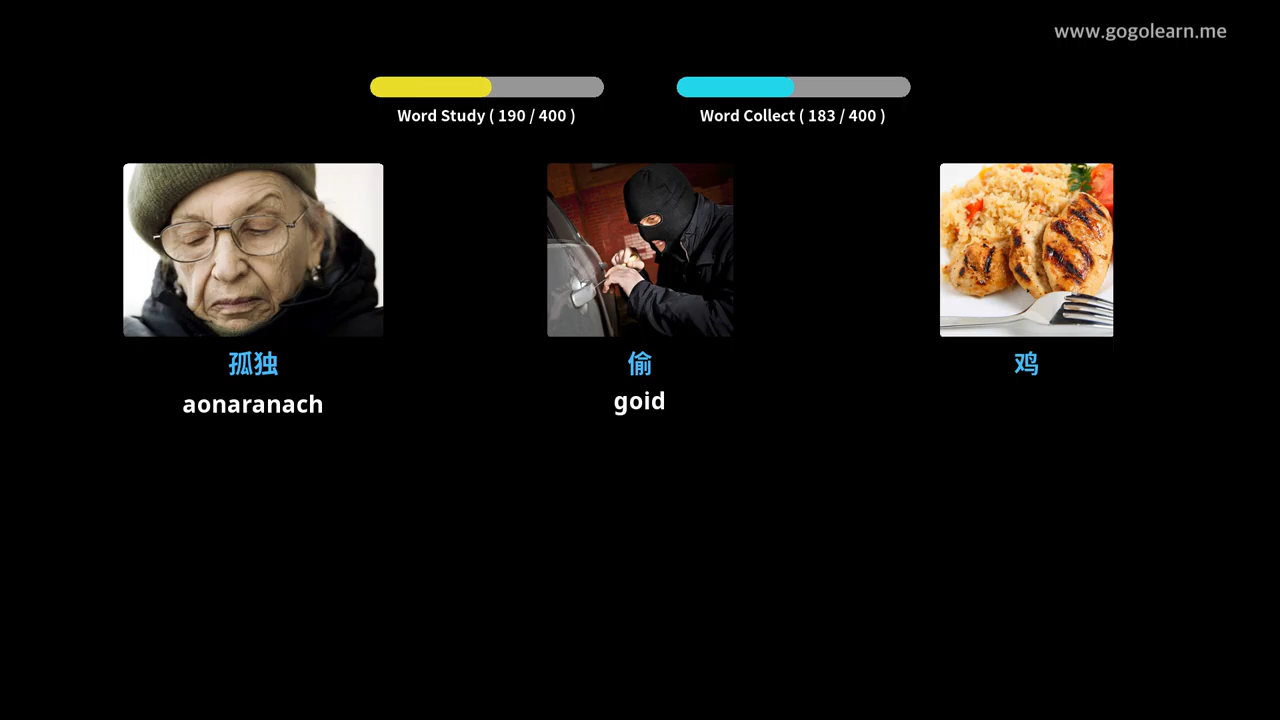 www.gogolearn.me
Word Study ( 190 / 400 )
Word Collect ( 183 / 400 )
孤独
aonaranach
偷
goid
鸡